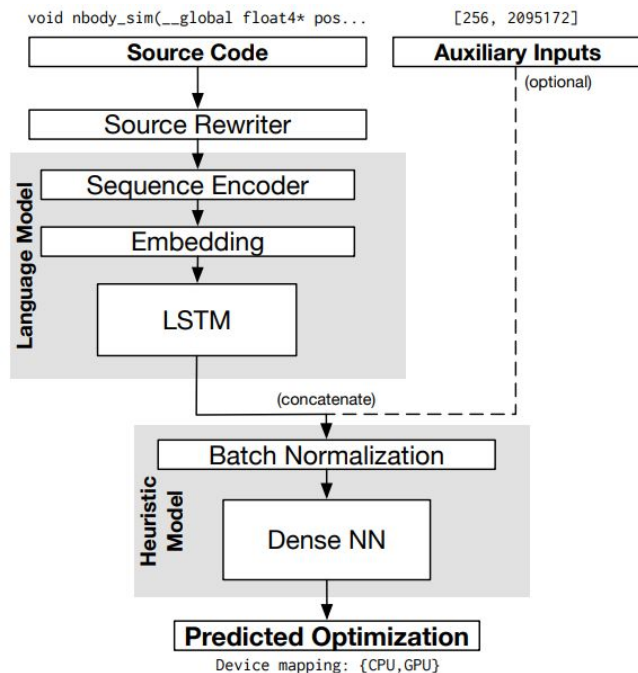 void nbody_sim(__global float4* pos...
[256, 2095172]
Source Code
Auxiliary Inputs
(optional)
Source Rewriter
Language Model
Sequence Encoder
Embedding
LSTM
(concatenate)
Heuristic
Model
Batch Normalization
Dense NN
Predicted Optimization
Device mapping: {CPU,GPU}